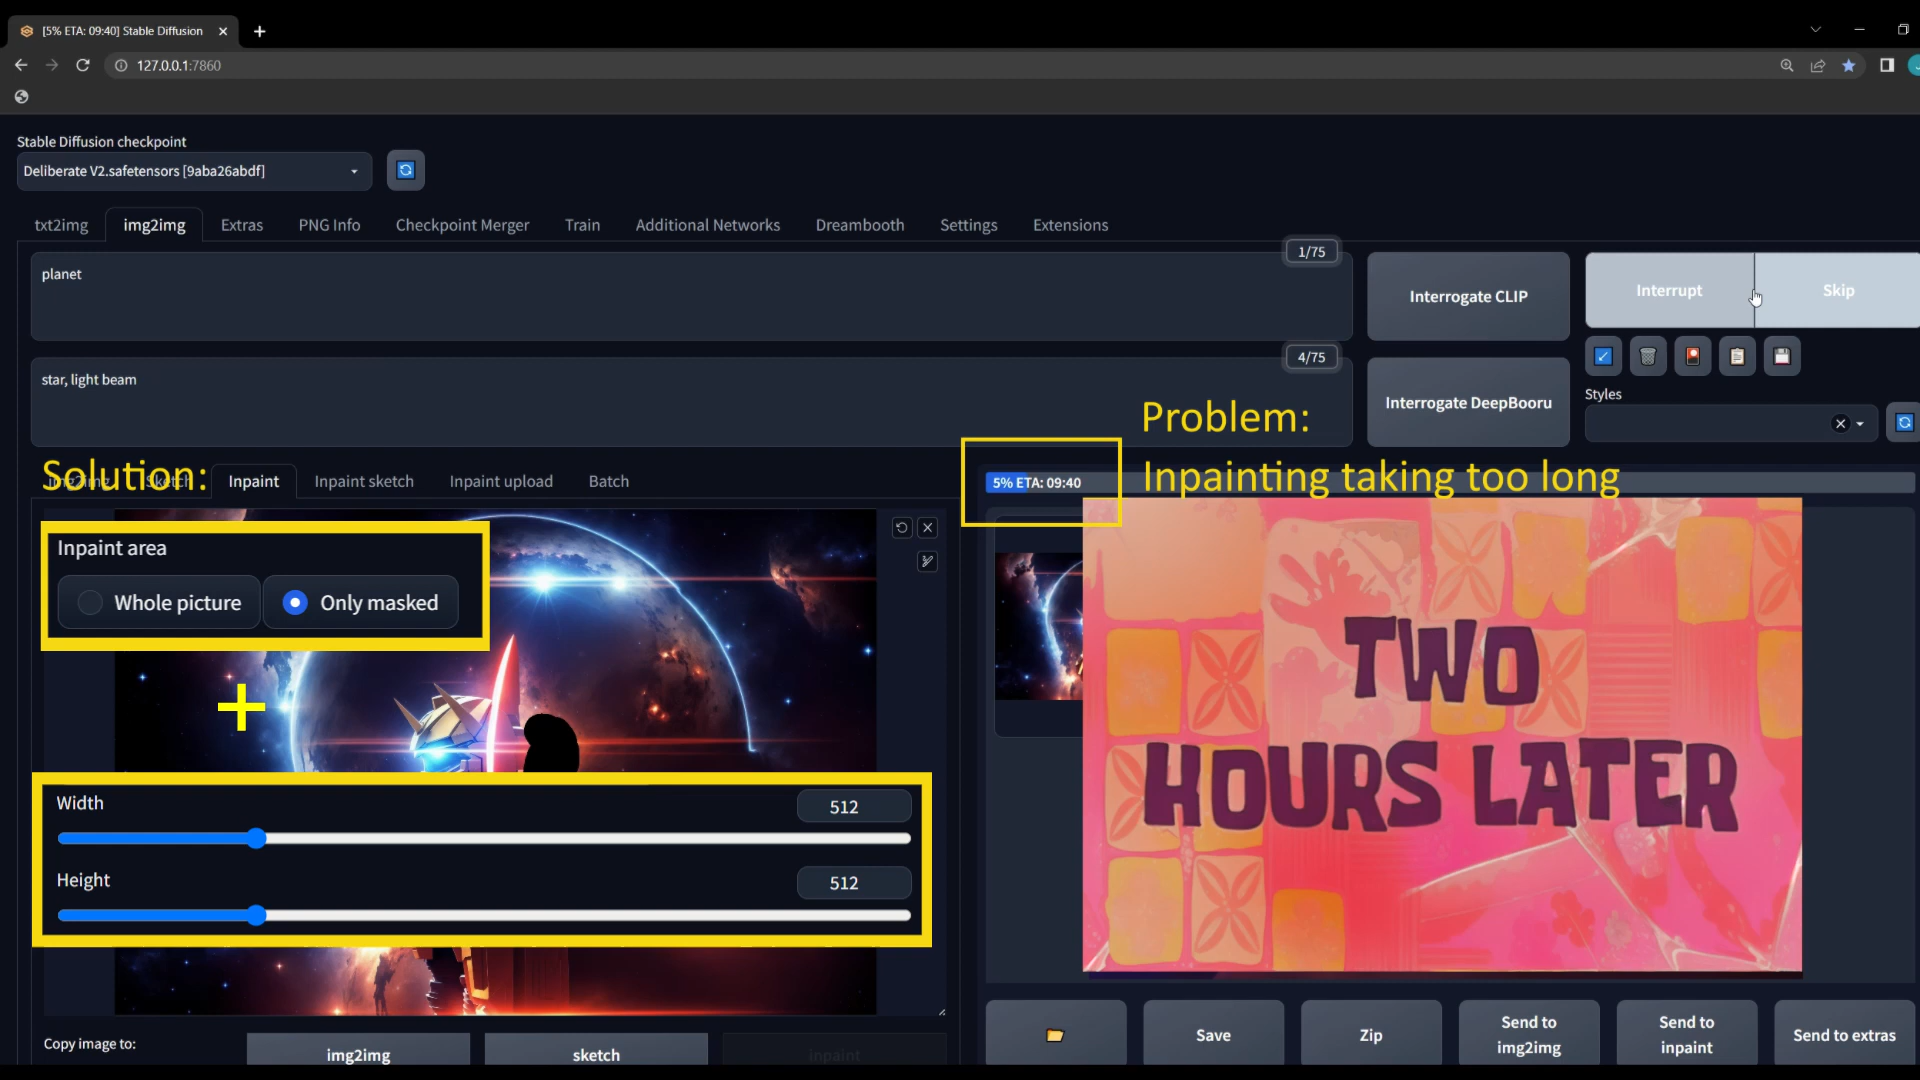 [5% ETA: 09:40] Stable Diffusion
127.0.0.1:7860
Stable Diffusion checkpoint
Deliberate V2.safetensors [9aba26abdf]
txt2img
img2img
Extras
PNG Info
Checkpoint Merger
Train
Additional Networks
Dreambooth
Settings
Extensions
1/75
planet
Interrogate CLIP
Interrupt
Skip
4/75
star, light beam
Interrogate DeepBooru
Styles
Problem:
Inpainting taking too long
Solution:
img2img
Sketch
Inpaint
Inpaint sketch
Inpaint upload
Batch
5% ETA: 09:40
Inpaint area
Whole picture
Only masked
+
Width
512
Height
512
TWO
HOURS LATER
Copy image to:
img2img
sketch
inpaint
Save
Zip
Send to
img2img
Send to
inpaint
Send to extras